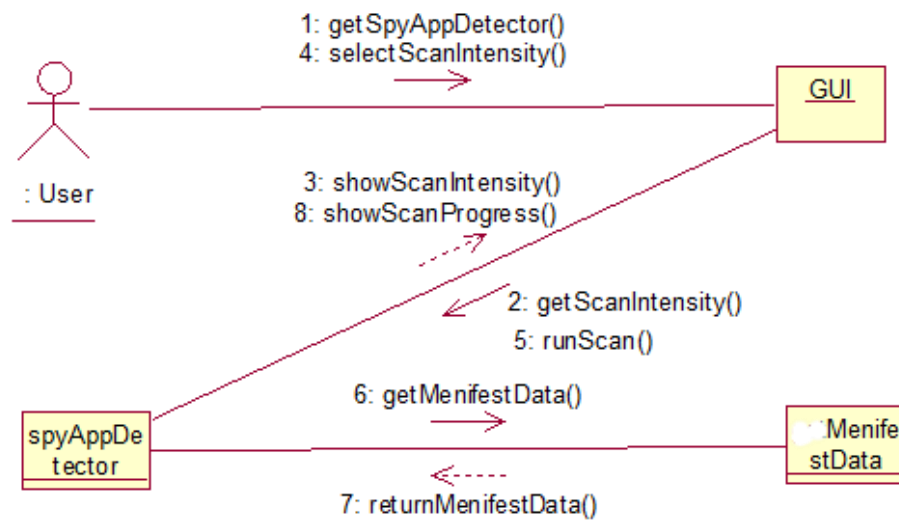 1: getSpyAppDetector()
4: selectScanIntensity()
GUI
: User
3: showScanIntensity()
8: showScanProgress()
2: getScanIntensity()
5: runScan()
6: getMenifestData()
spyAppDe
tector
Menife
stData
7: returnMenifestData()